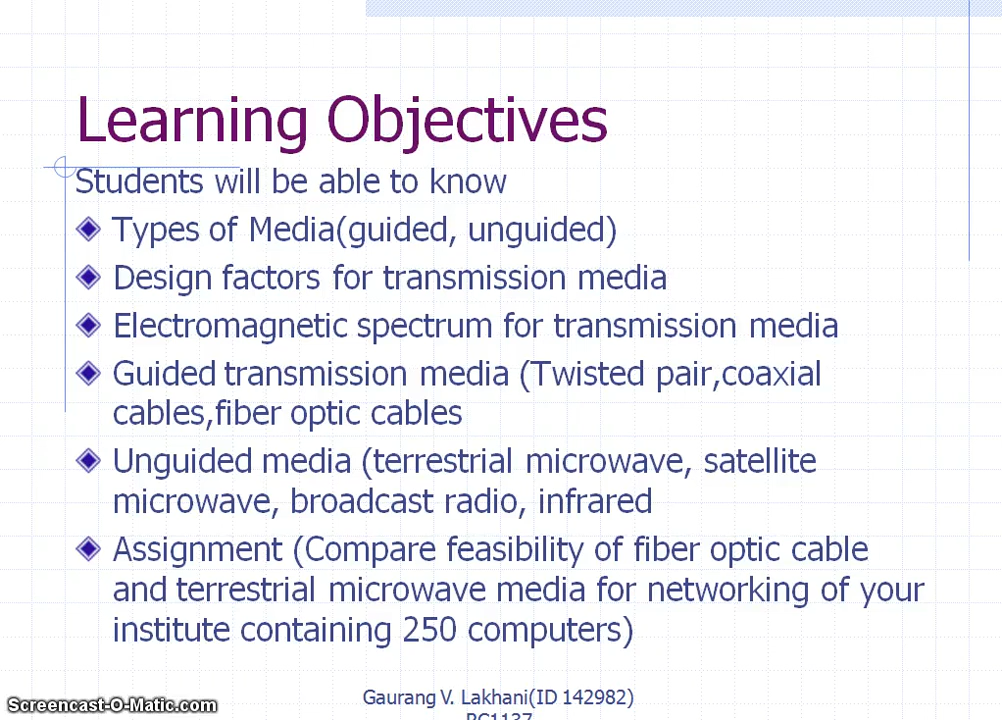 Learning Objectives
Students will be able to know
Types of Media(guided, unguided)
Design factors for transmission media
Electromagnetic spectrum for transmission media
Guided transmission media (Twisted pair,coaxial
cables,fiber optic cables
Unguided media (terrestrial microwave, satellite
microwave, broadcast radio, infrared
Assignment (Compare feasibility of fiber optic cable
and terrestrial microwave media for networking of your
institute containing 250 computers)
Gaurang V. Lakhani(ID 142982)
Screencast-O-Matic.com